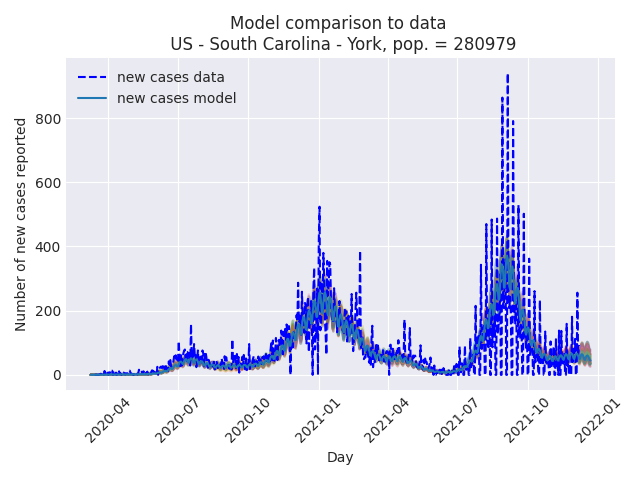 Model comparison to data
US - South Carolina - York, pop. = 280979
new cases data
new cases model
Number of new cases reported
800
600
400
200
0
2020-04
2020-07
2020-10
2021-01
2021-04
2021-07
2021-10
2022-01
Day